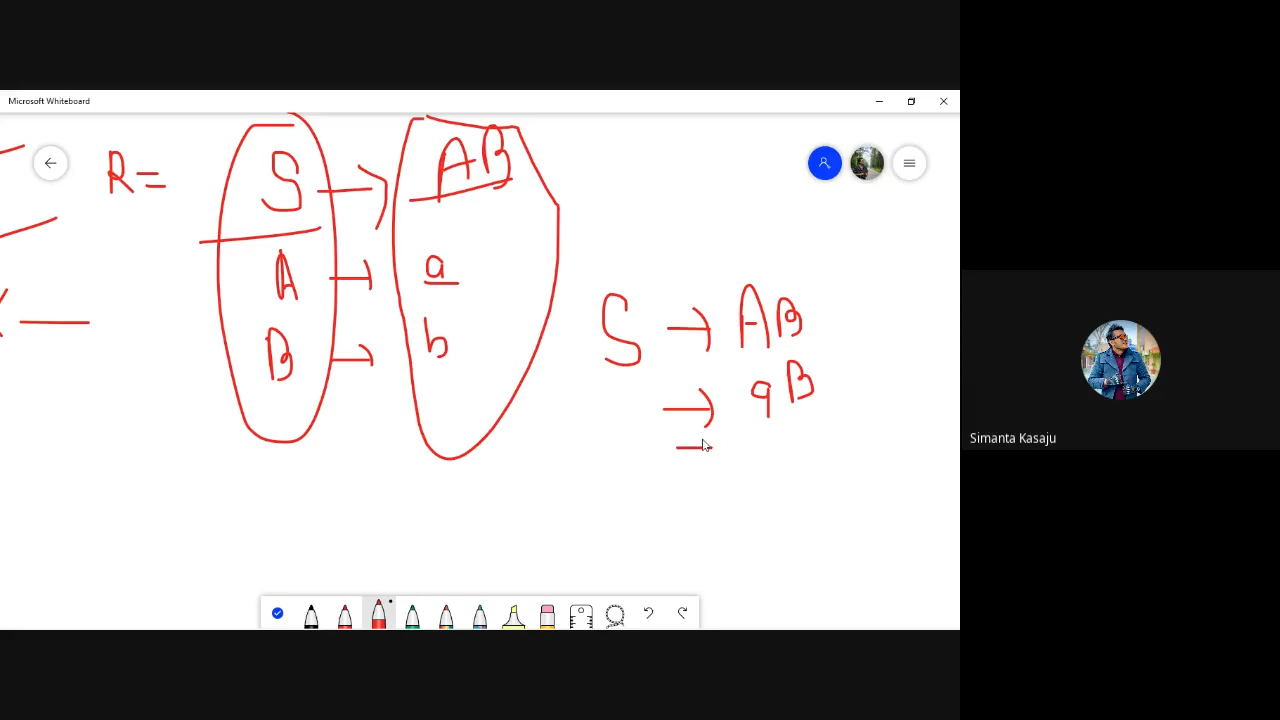 Microsoft Whiteboard
R = S → AB
A → a
B → b
S → AB
→ aB
→
Simanta Kasaju